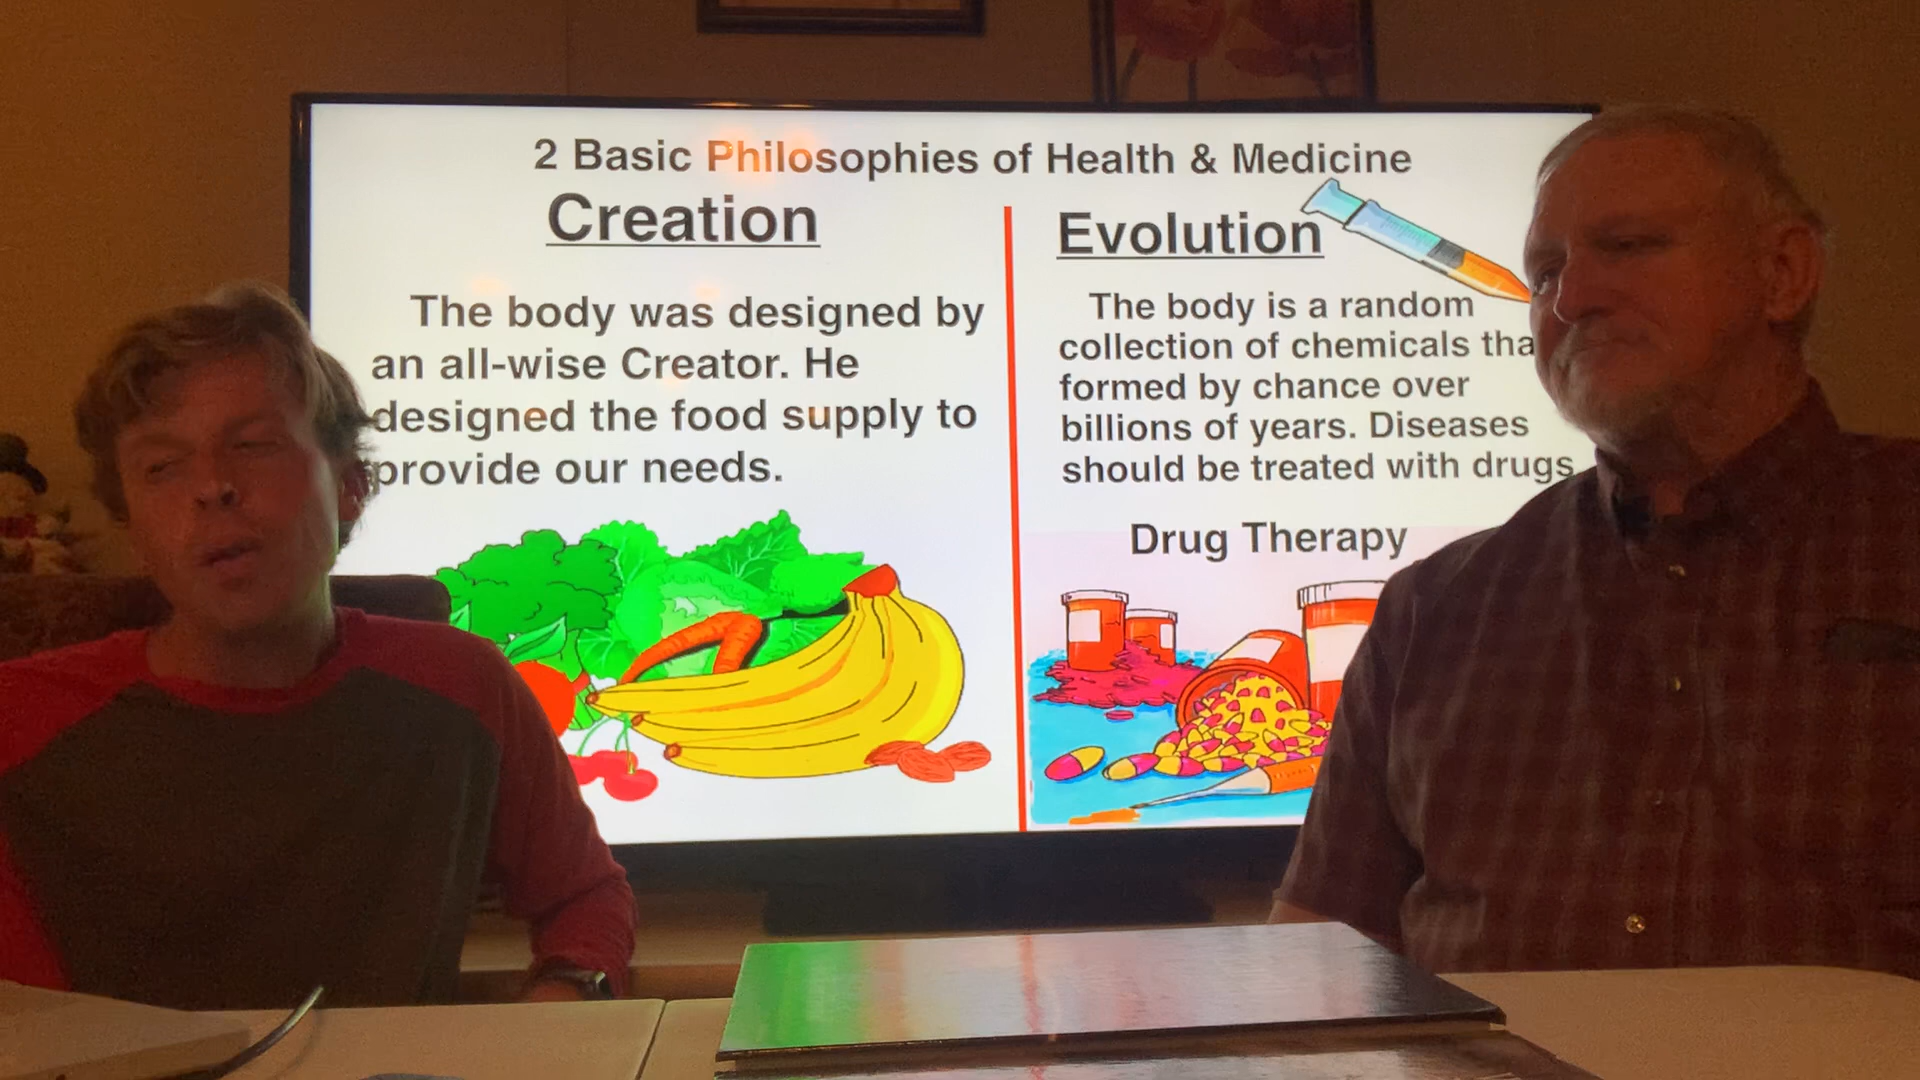 2 Basic Philosophies of Health & Medicine
Creation
The body was designed by
an all-wise Creator. He
designed the food supply to
provide our needs.
Evolution
The body is a random
collection of chemicals tha
formed by chance over
billions of years. Diseases
should be treated with drugs
Drug Therapy